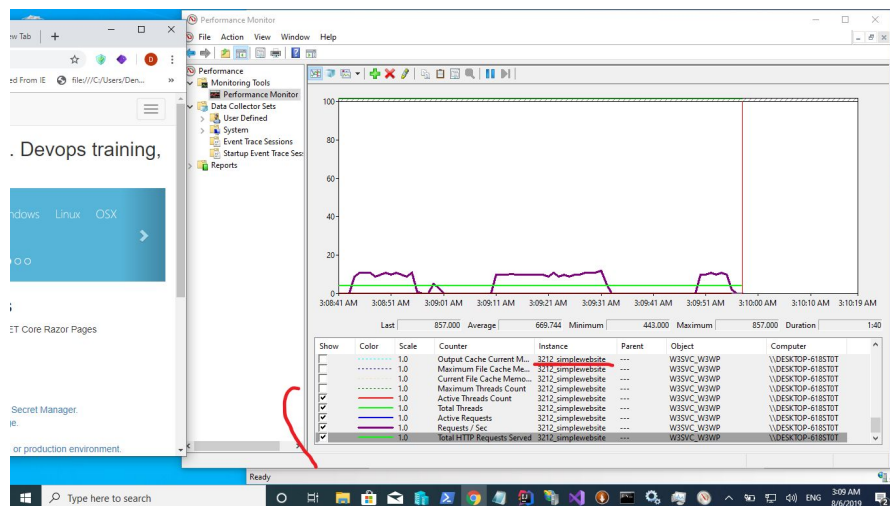 Performance Monitor
ew Tab
File Action View Window Help
D
ed From IE file:///C:/Users/Den... »
Performance
Monitoring Tools
Performance Monitor
Data Collector Sets
User Defined
System
Event Trace Sessions
Startup Event Trace Ses
Reports
. Devops training,
ndows Linux OSX
ET Core Razor Pages
Secret Manager.
or production environment.
100
80
60
40
20
0
3:08:41 AM 3:08:51 AM 3:09:01 AM 3:09:11 AM 3:09:21 AM 3:09:31 AM 3:09:41 AM 3:09:51 AM 3:10:00 AM 3:10:10 AM 3:10:19 AM
Last 857.000 Average 669.744 Minimum 443.000 Maximum 857.000 Duration 1:40
Show Color Scale Counter Instance Parent Object Computer
1.0 Output Cache Current M... 3212_simplewebsite --- W3SVC_W3WP \\DESKTOP-618ST0T
1.0 Maximum File Cache Me... 3212_simplewebsite --- W3SVC_W3WP \\DESKTOP-618ST0T
1.0 Current File Cache Memo... 3212_simplewebsite --- W3SVC_W3WP \\DESKTOP-618ST0T
1.0 Maximum Threads Count 3212_simplewebsite --- W3SVC_W3WP \\DESKTOP-618ST0T
1.0 Active Threads Count 3212_simplewebsite --- W3SVC_W3WP \\DESKTOP-618ST0T
1.0 Total Threads 3212_simplewebsite --- W3SVC_W3WP \\DESKTOP-618ST0T
1.0 Active Requests 3212_simplewebsite --- W3SVC_W3WP \\DESKTOP-618ST0T
1.0 Requests / Sec 3212_simplewebsite --- W3SVC_W3WP \\DESKTOP-618ST0T
1.0 Total HTTP Requests Served 3212_simplewebsite --- W3SVC_W3WP \\DESKTOP-618ST0T
Ready
Type here to search
ENG
3:09 AM
8/6/2019